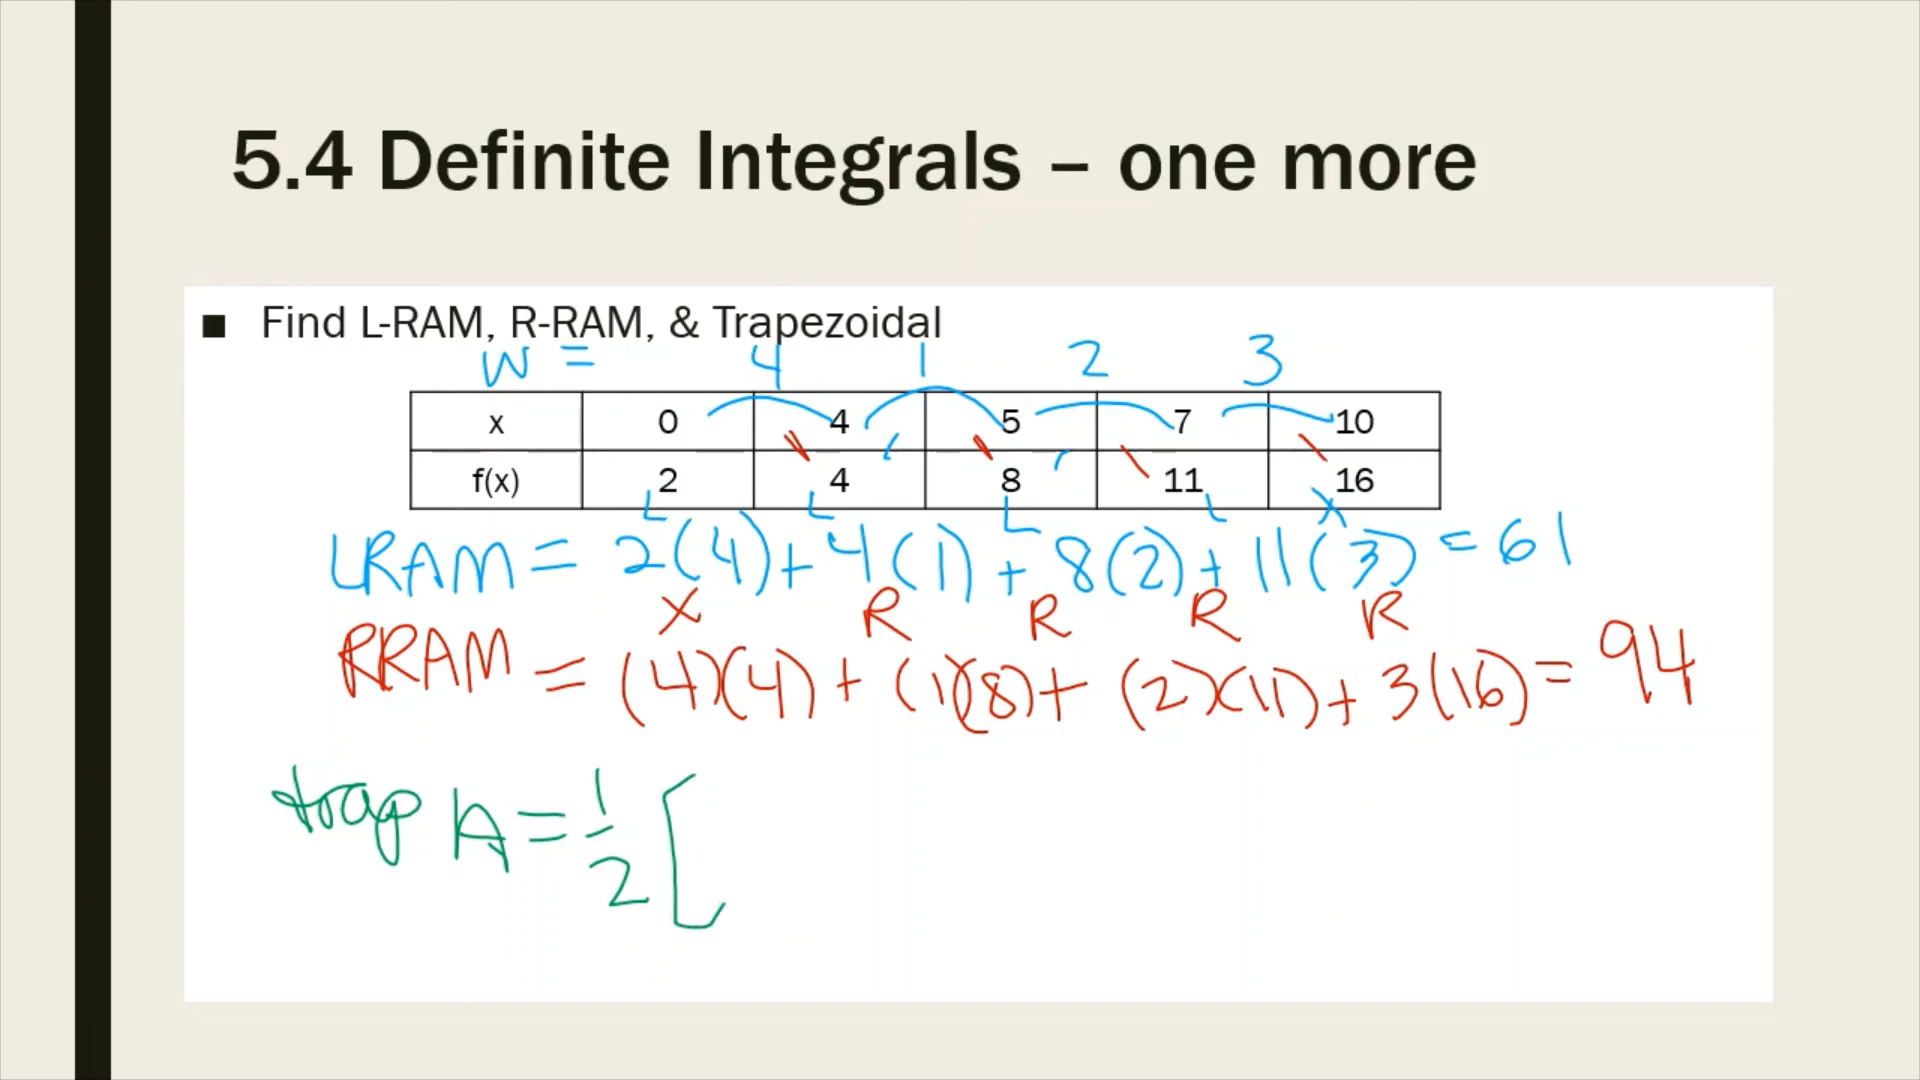 5.4 Definite Integrals – one more
■ Find L-RAM, R-RAM, & Trapezoidal
W = 4 1 2 3
x 0 4 5 7 10
f(x) 2 4 8 11 16
L L L L X
LRAM = 2(4) + 4(1) + 8(2) + 11(3) = 61
X R R R R
RRAM = (4)(4) + (1)(8) + (2)(11) + 3(16) = 94
trap A = 1/2 [